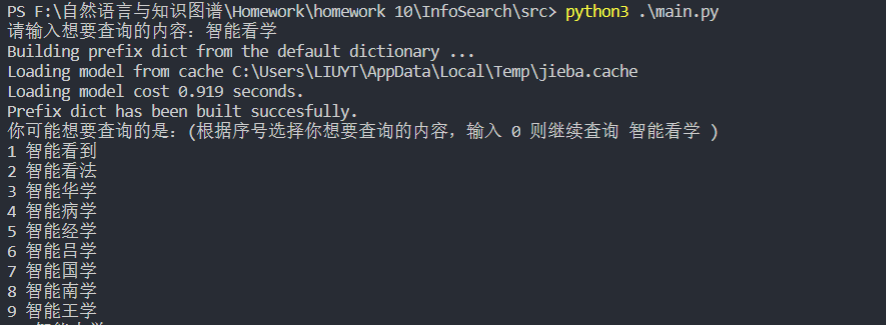 PS F:\自然语言与知识图谱\Homework\homework 10\InfoSearch\src> python3 .\main.py
请输入想要查询的内容：智能看学
Building prefix dict from the default dictionary ...
Loading model from cache C:\Users\LIUYT\AppData\Local\Temp\jieba.cache
Loading model cost 0.919 seconds.
Prefix dict has been built succesfully.
你可能想要查询的是：(根据序号选择你想要查询的内容，输入 0 则继续查询 智能看学 )
1 智能看到
2 智能看法
3 智能华学
4 智能病学
5 智能经学
6 智能吕学
7 智能国学
8 智能南学
9 智能王学